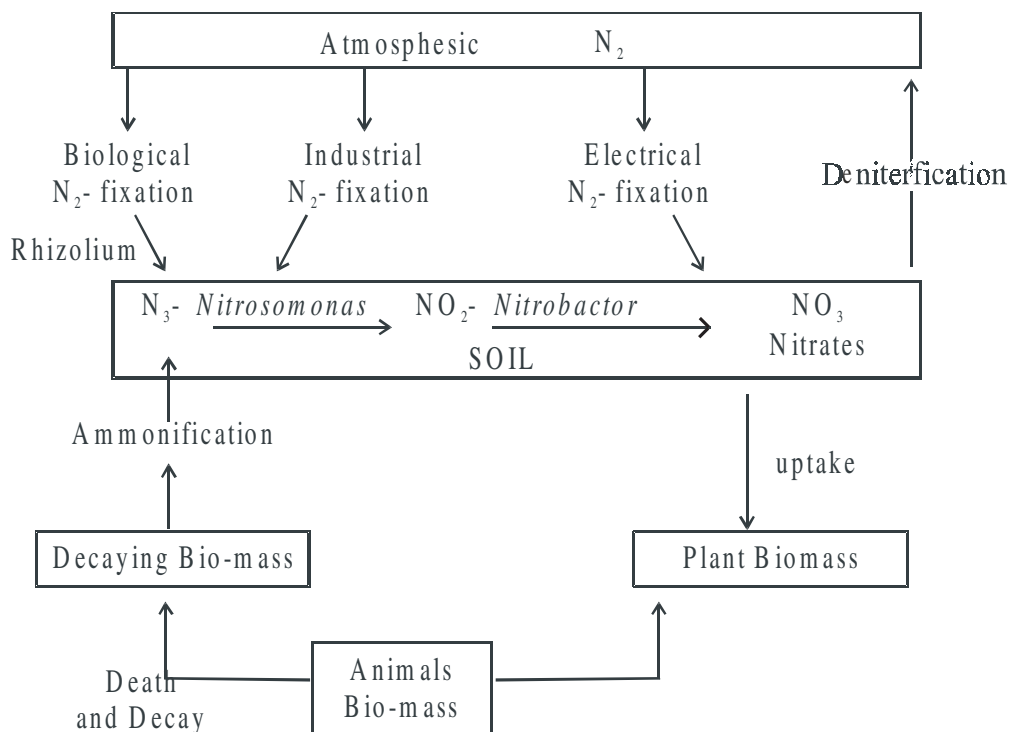 Atmosphesic N₂
Biological
N₂- fixation
Industrial
N₂- fixation
Electrical
N₂- fixation
Deniterfication
Rhizolium
N₃- Nitrosomonas NO₂- Nitrobactor NO₃
Nitrates
SOIL
Ammonification
uptake
Decaying Bio-mass
Plant Biomass
Death
and Decay
Animals
Bio-mass